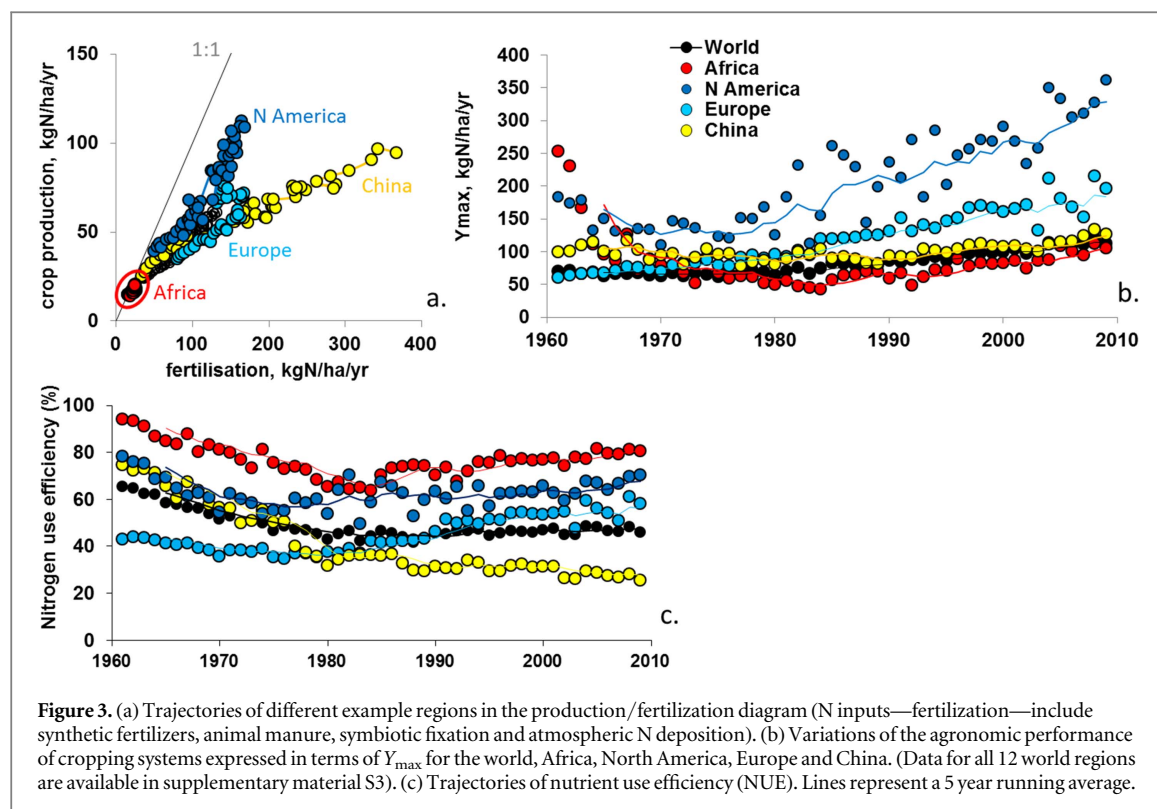 150
100
50
0
crop production, kgN/ha/yr
1:1
N America
China
Europe
Africa
a.
0 100 200 300 400
fertilisation, kgN/ha/yr
400
350
300
250
200
150
100
50
0
Ymax, kgN/ha/yr
World
Africa
N America
Europe
China
b.
1960 1970 1980 1990 2000 2010
100
80
60
40
20
0
Nitrogen use efficiency (%)
c.
1960 1970 1980 1990 2000 2010
Figure 3. (a) Trajectories of different example regions in the production/fertilization diagram (N inputs—fertilization—include
synthetic fertilizers, animal manure, symbiotic fixation and atmospheric N deposition). (b) Variations of the agronomic performance
of cropping systems expressed in terms of Ymax for the world, Africa, North America, Europe and China. (Data for all 12 world regions
are available in supplementary material S3). (c) Trajectories of nutrient use efficiency (NUE). Lines represent a 5 year running average.